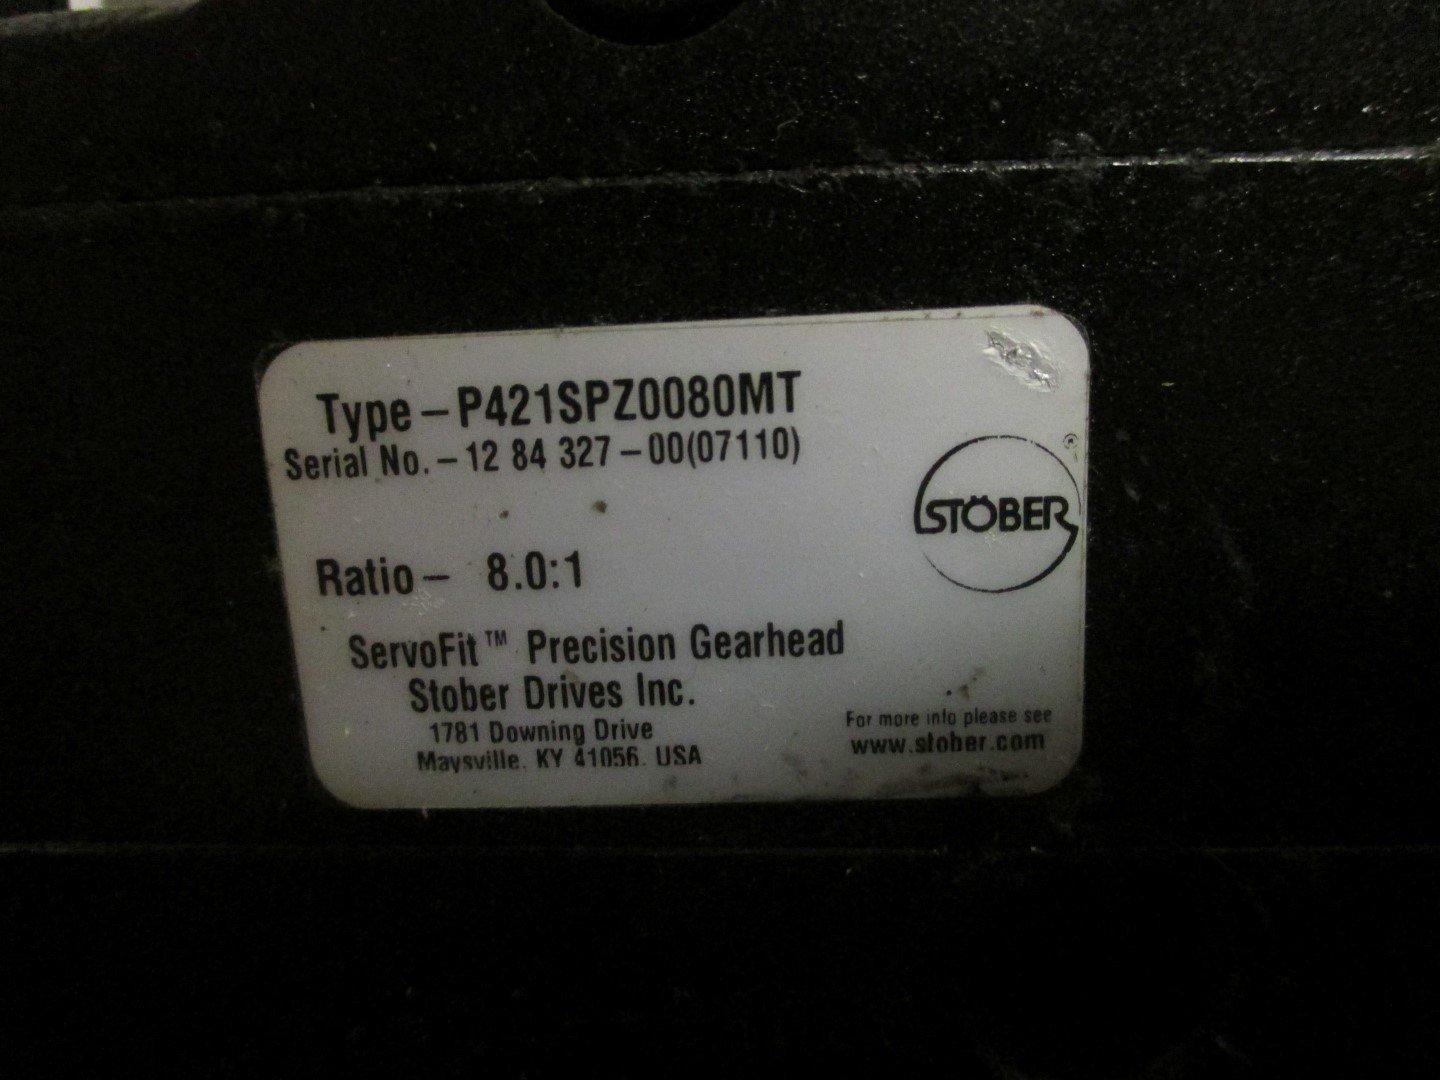 Type – P421SPZ0080MT
Serial No. – 12 84 327 – 00(07110)
STÖBER
®
Ratio – 8.0:1
ServoFit™ Precision Gearhead
Stober Drives Inc.
1781 Downing Drive
Maysville, KY 41056, USA
For more info please see
www.stober.com